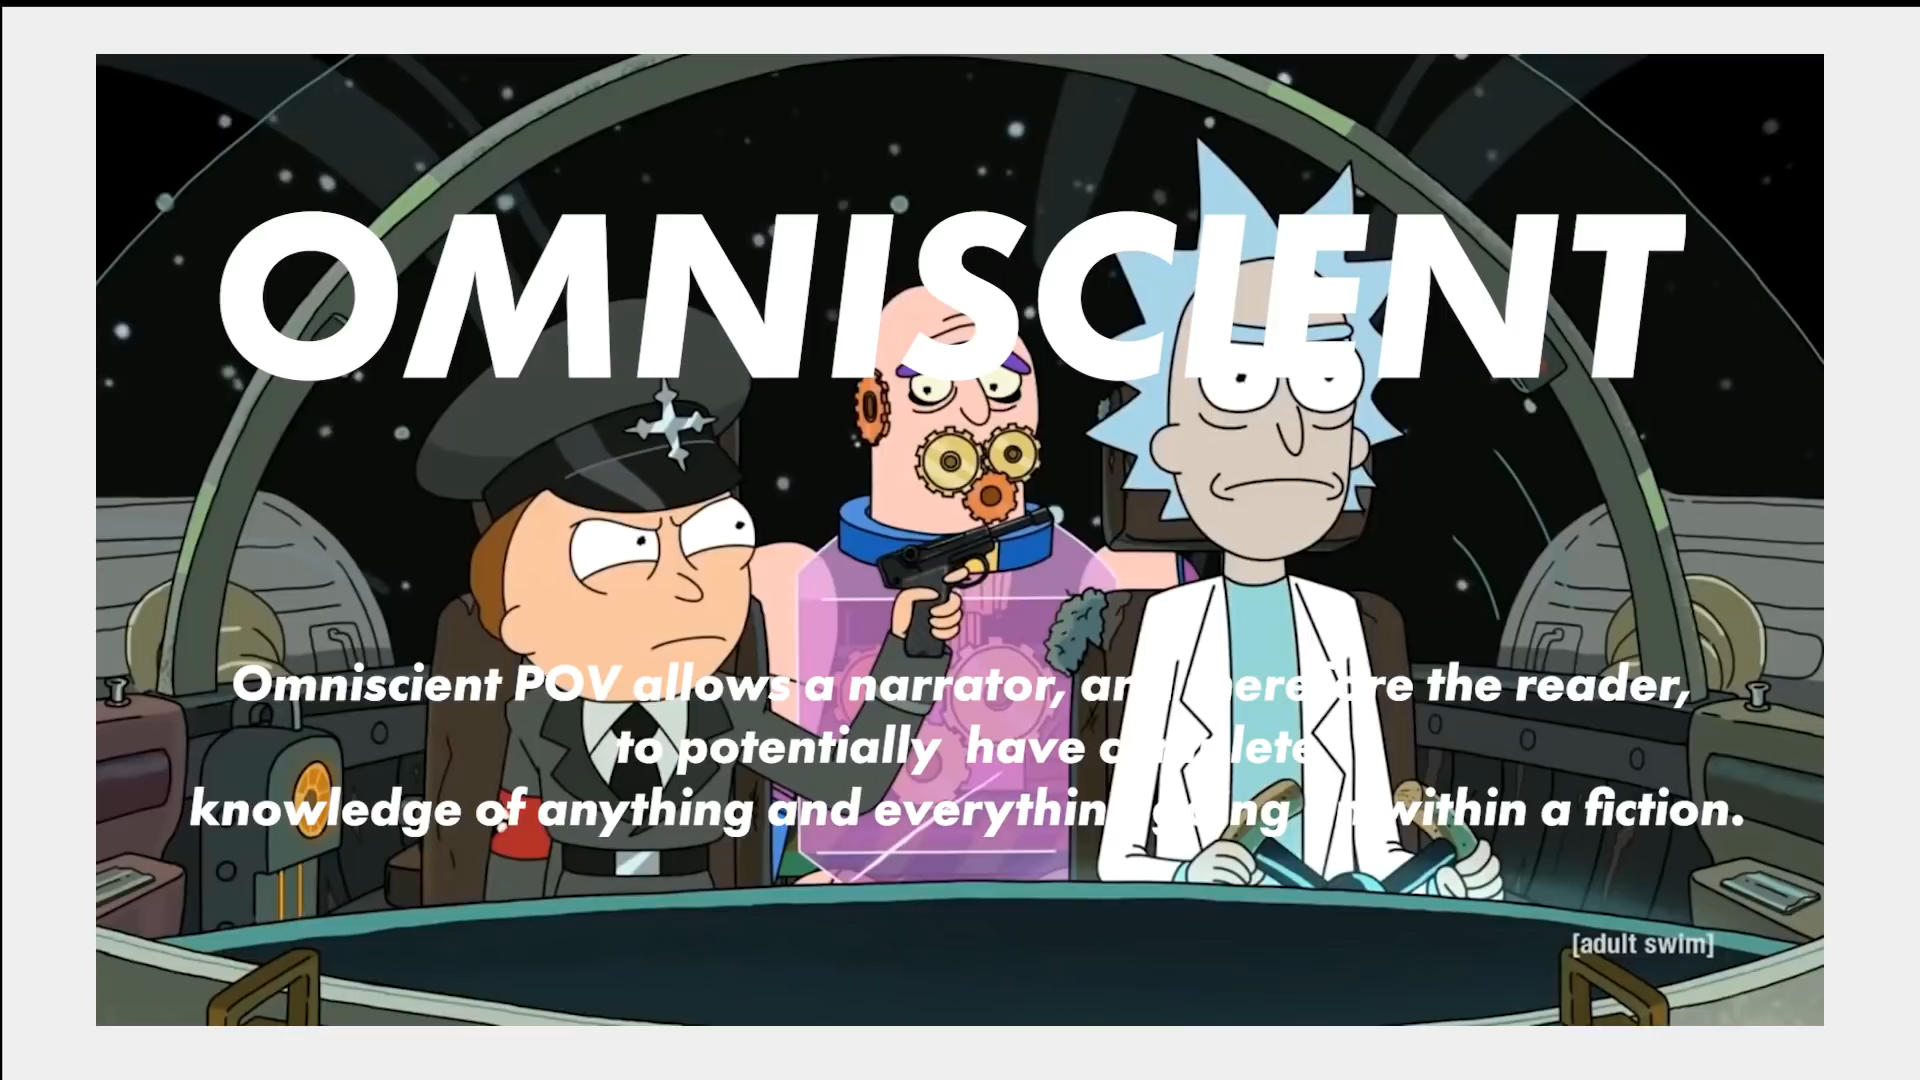 OMNISCIENT
Omniscient POV allows a narrator, and therefore the reader,
to potentially have complete
knowledge of anything and everything going on within a fiction.
[adult swim]